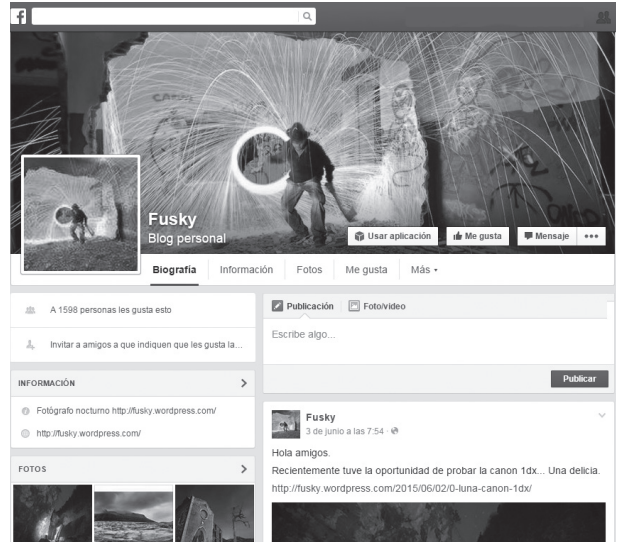 f
Fusky
Blog personal
Usar aplicación
Me gusta
Mensaje
Biografía
Información
Fotos
Me gusta
Más
A 1598 personas les gusta esto
Invitar a amigos a que indiquen que les gusta la...
INFORMACIÓN
Fotógrafo nocturno http://fusky.wordpress.com/
http://fusky.wordpress.com/
FOTOS
Publicación
Foto/video
Escribe algo...
Publicar
Fusky
3 de junio a las 7:54 ·
Hola amigos.
Recientemente tuve la oportunidad de probar la canon 1dx... Una delicia.
http://fusky.wordpress.com/2015/06/02/0-luna-canon-1dx/